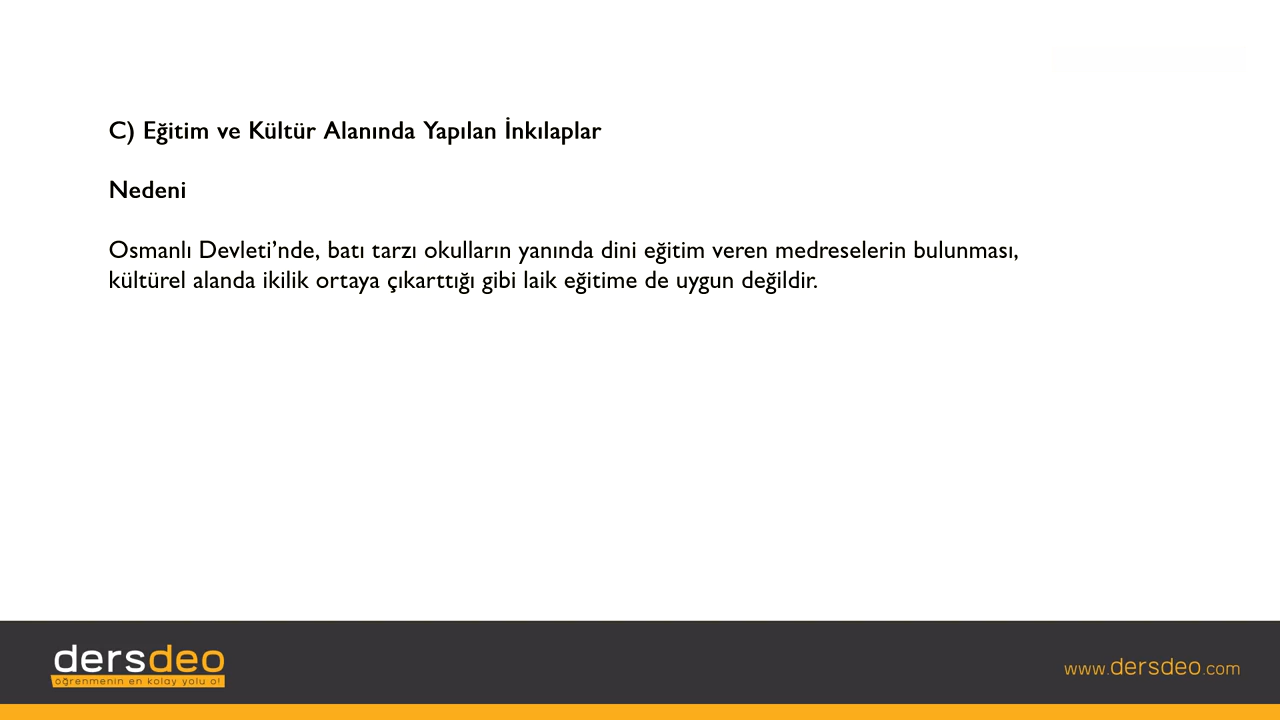 C) Eğitim ve Kültür Alanında Yapılan İnkılaplar
Nedeni
Osmanlı Devleti’nde, batı tarzı okulların yanında dini eğitim veren medreselerin bulunması,
kültürel alanda ikilik ortaya çıkarttığı gibi laik eğitime de uygun değildir.
dersdeo
öğrenmenin en kolay yolu o!
www.dersdeo.com